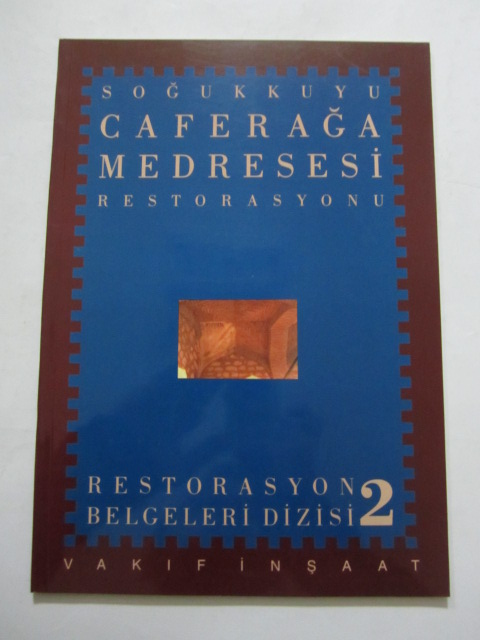 SOĞUKKUYU
CAFERAĞA
MEDRESESİ
RESTORASYONU
RESTORASYON
BELGELERİ DİZİSİ 2
VAKIF İNŞAAT